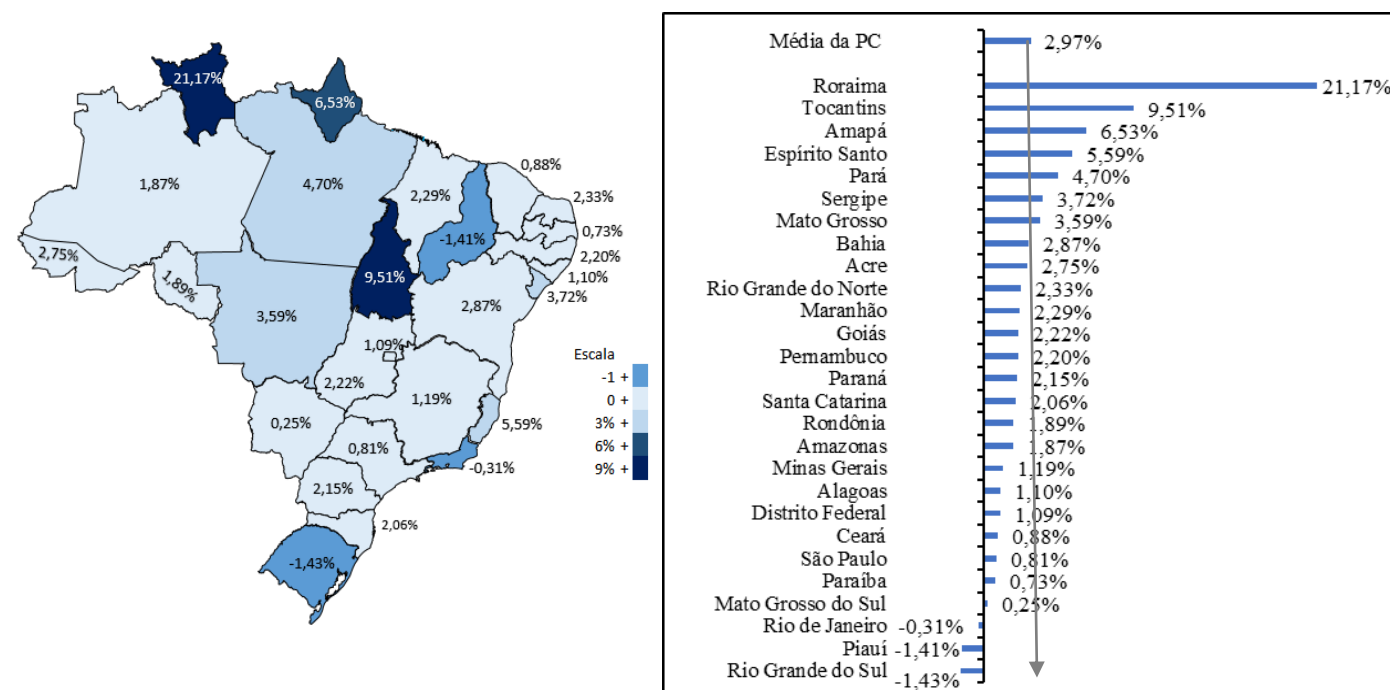 21,17%
6,53%
0,88%
1,87%
4,70%
2,29%
2,33%
0,73%
-1,41%
2,75%
2,20%
1,89%
9,51%
1,10%
3,72%
3,59%
2,87%
1,09%
2,22%
1,19%
0,25%
5,59%
0,81%
-0,31%
2,15%
2,06%
-1,43%
Escala
-1 +
0 +
3% +
6% +
9% +
Média da PC 2,97%
Roraima 21,17%
Tocantins 9,51%
Amapá 6,53%
Espírito Santo 5,59%
Pará 4,70%
Sergipe 3,72%
Mato Grosso 3,59%
Bahia 2,87%
Acre 2,75%
Rio Grande do Norte 2,33%
Maranhão 2,29%
Goiás 2,22%
Pernambuco 2,20%
Paraná 2,15%
Santa Catarina 2,06%
Rondônia 1,89%
Amazonas 1,87%
Minas Gerais 1,19%
Alagoas 1,10%
Distrito Federal 1,09%
Ceará 0,88%
São Paulo 0,81%
Paraíba 0,73%
Mato Grosso do Sul 0,25%
Rio de Janeiro -0,31%
Piauí -1,41%
Rio Grande do Sul -1,43%